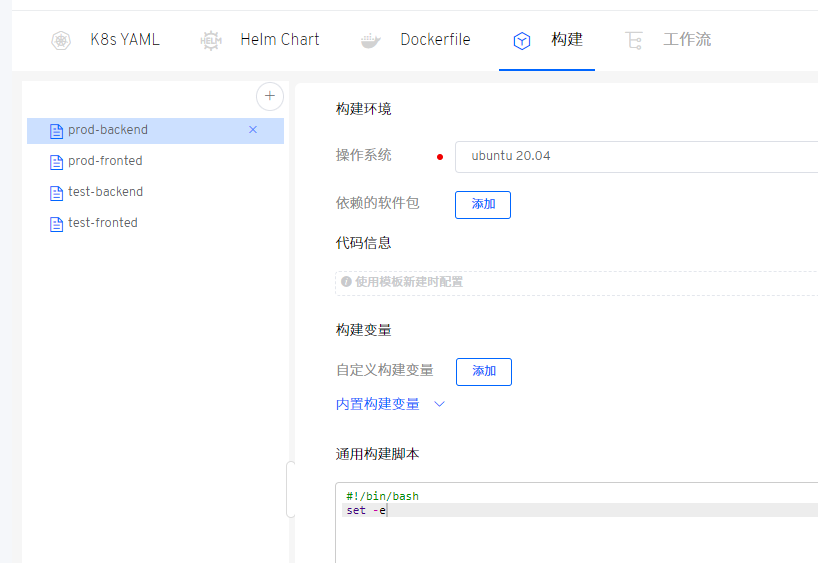 K8s YAML HELM Helm Chart Dockerfile 构建 工作流
+
prod-backend ×
prod-fronted
test-backend
test-fronted
构建环境
操作系统 ubuntu 20.04
依赖的软件包 添加
代码信息
使用模板新建时配置
构建变量
自定义构建变量 添加
内置构建变量
通用构建脚本
#!/bin/bash
set -e